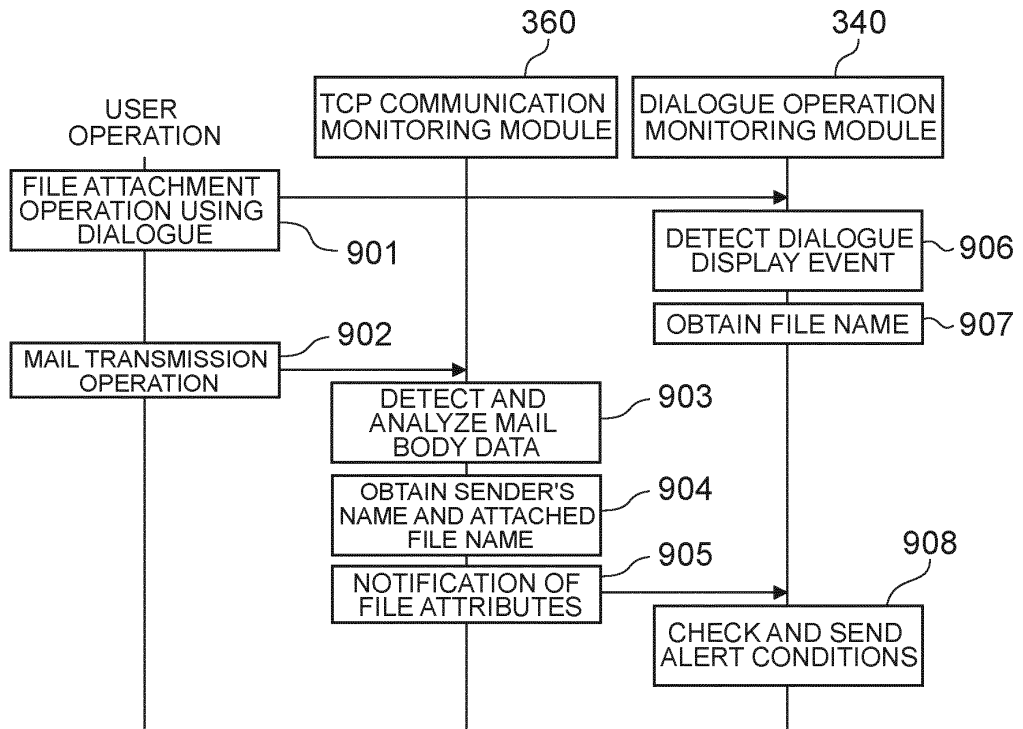 360
340
USER
OPERATION
TCP COMMUNICATION
MONITORING MODULE
DIALOGUE OPERATION
MONITORING MODULE
FILE ATTACHMENT
OPERATION USING
DIALOGUE
901
DETECT DIALOGUE
DISPLAY EVENT
906
OBTAIN FILE NAME
907
902
MAIL TRANSMISSION
OPERATION
DETECT AND
ANALYZE MAIL
BODY DATA
903
OBTAIN SENDER'S
NAME AND ATTACHED
FILE NAME
904
NOTIFICATION OF
FILE ATTRIBUTES
905
908
CHECK AND SEND
ALERT CONDITIONS